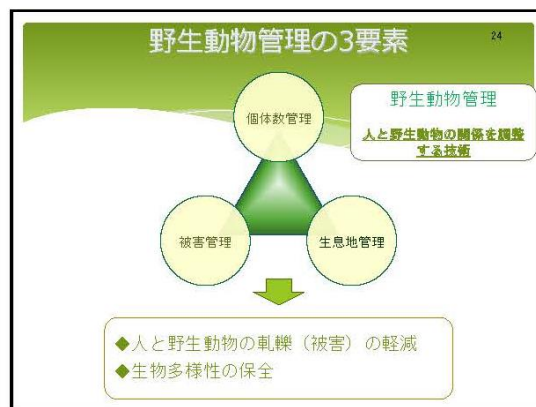 野生動物管理の3要素
24
個体数管理
野生動物管理
人と野生動物の関係を調整
する技術
被害管理
生息地管理
◆人と野生動物の軋轢（被害）の軽減
◆生物多様性の保全